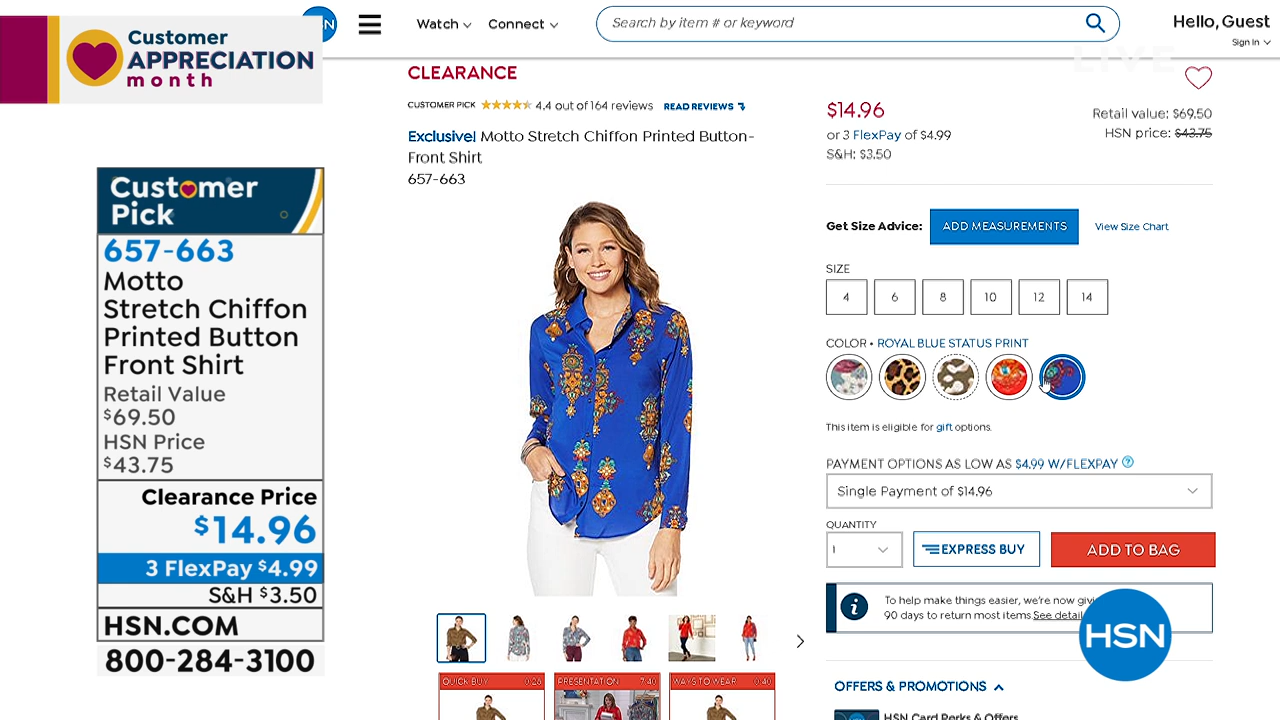 Customer
APPRECIATION
month
Watch
Connect
Search by item # or keyword
Hello, Guest
Sign In
LIVE
CLEARANCE
CUSTOMER PICK 4.4 out of 164 reviews READ REVIEWS
Exclusive! Motto Stretch Chiffon Printed Button-
Front Shirt
657-663
$14.96
or 3 FlexPay of $4.99
S&H: $3.50
Retail value: $69.50
HSN price: $43.75
Get Size Advice: ADD MEASUREMENTS View Size Chart
SIZE
4 6 8 10 12 14
COLOR • ROYAL BLUE STATUS PRINT
This item is eligible for gift options.
PAYMENT OPTIONS AS LOW AS $4.99 W/FLEXPAY ?
Single Payment of $14.96
QUANTITY
1 EXPRESS BUY ADD TO BAG
To help make things easier, we're now
90 days to return most items.See
HSN
OFFERS & PROMOTIONS
HSN Card Perks & Offers
QUICK BUY 0:26 PRESENTATION 7:40 WAYS TO WEAR 0:40
Customer
Pick
657-663
Motto
Stretch Chiffon
Printed Button
Front Shirt
Retail Value
$69.50
HSN Price
$43.75
Clearance Price
$14.96
3 FlexPay $4.99
S&H $3.50
HSN.COM
800-284-3100